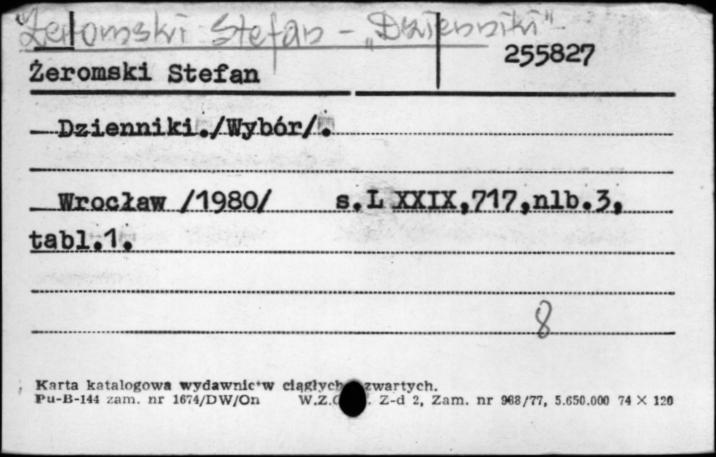 Żeromski Stefan - "Dzienniki"
255827
Żeromski Stefan
Dzienniki./Wybór/.
Wrocław /1980/ s.L XXIX,717,nlb.3,
tabl.1.
8
Karta katalogowa wydawnictw ciągłych zwartych.
Pu-B-144 zam. nr 1674/DW/On W.Z.G. Z-d 2, Zam. nr 968/77, 5.650.000 74 × 120